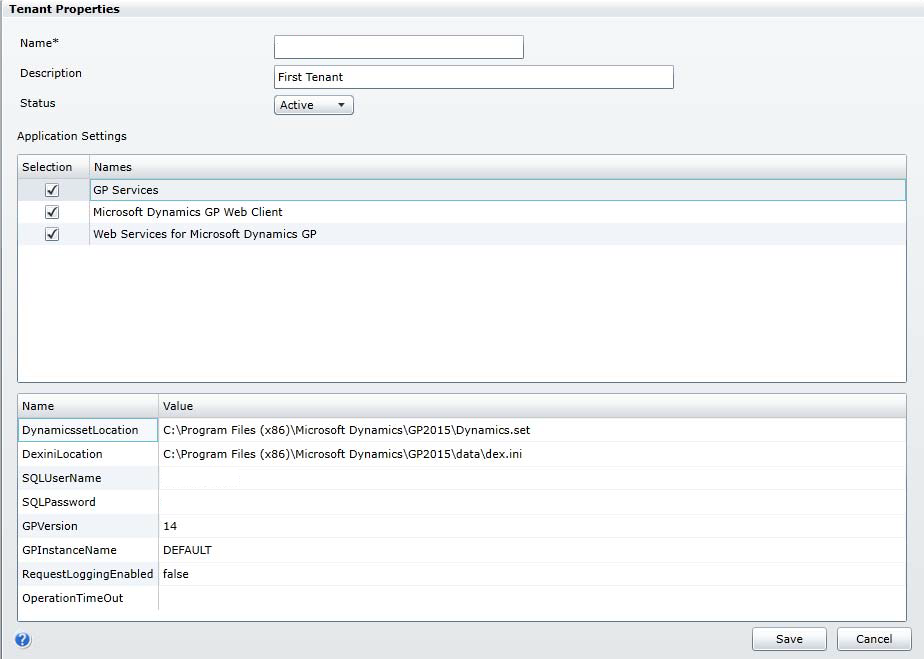 Tenant Properties
Name*
Description First Tenant
Status Active
Application Settings
Selection Names
GP Services
Microsoft Dynamics GP Web Client
Web Services for Microsoft Dynamics GP
Name Value
DynamicssetLocation C:\Program Files (x86)\Microsoft Dynamics\GP2015\Dynamics.set
DexiniLocation C:\Program Files (x86)\Microsoft Dynamics\GP2015\data\dex.ini
SQLUserName
SQLPassword
GPVersion 14
GPInstanceName DEFAULT
RequestLoggingEnabled false
OperationTimeOut
? Save Cancel